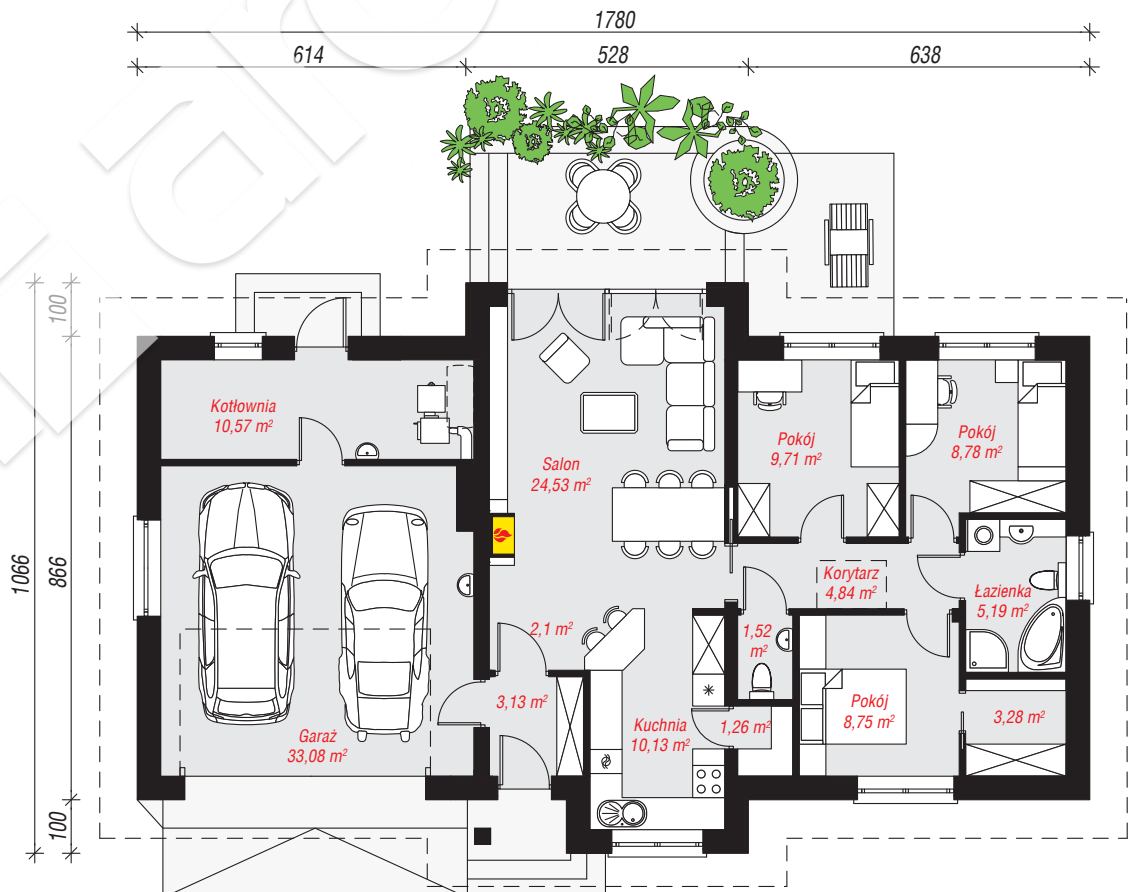 1780
614 528 638
100
866
1066
100
Kotłownia
10,57 m²
Salon
24,53 m²
Pokój
9,71 m²
Pokój
8,78 m²
Korytarz
4,84 m²
Łazienka
5,19 m²
2,1 m²
1,52
m²
3,13 m²
Garaż
33,08 m²
Kuchnia
10,13 m²
1,26 m²
Pokój
8,75 m²
3,28 m²